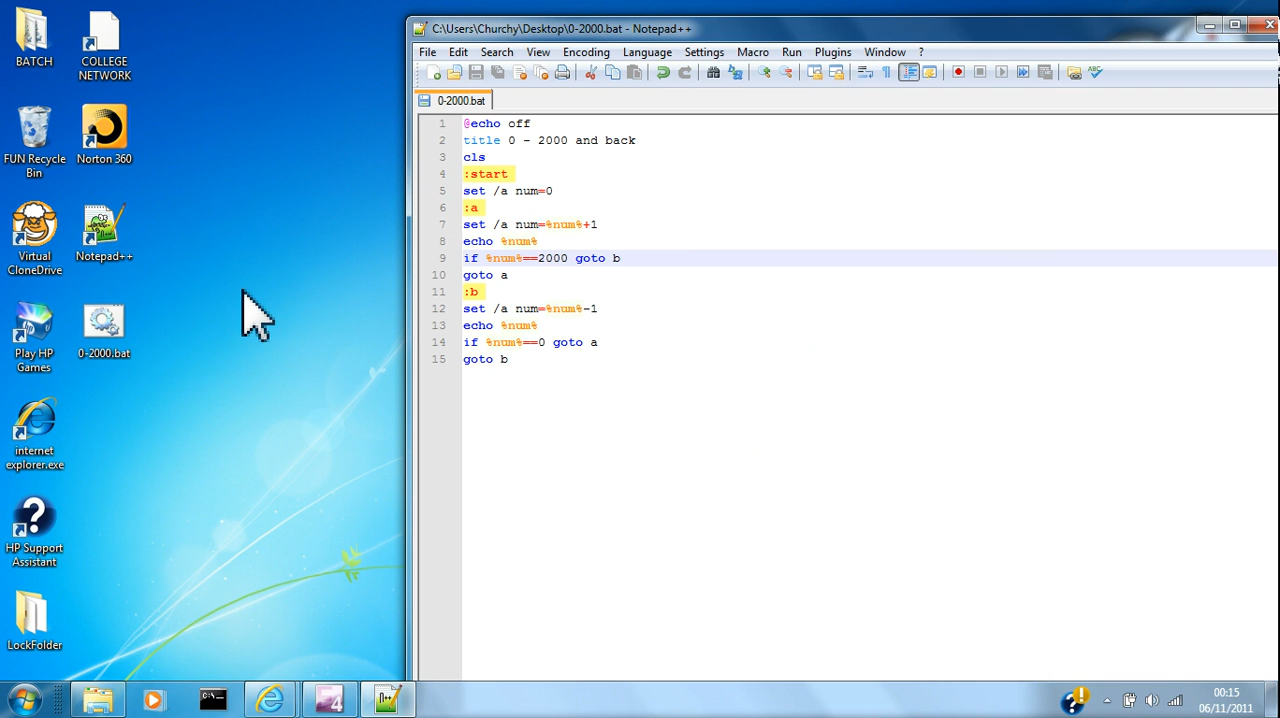 BATCH
COLLEGE
NETWORK
FUN Recycle
Bin
Norton 360
Virtual
CloneDrive
Notepad++
Play HP
Games
0-2000.bat
internet
explorer.exe
HP Support
Assistant
LockFolder
C:\Users\Churchy\Desktop\0-2000.bat - Notepad++
File Edit Search View Encoding Language Settings Macro Run Plugins Window ?
0-2000.bat
1 @echo off
2 title 0 - 2000 and back
3 cls
4 :start
5 set /a num=0
6 :a
7 set /a num=%num%+1
8 echo %num%
9 if %num%==2000 goto b
10 goto a
11 :b
12 set /a num=%num%-1
13 echo %num%
14 if %num%==0 goto a
15 goto b
00:15
06/11/2011